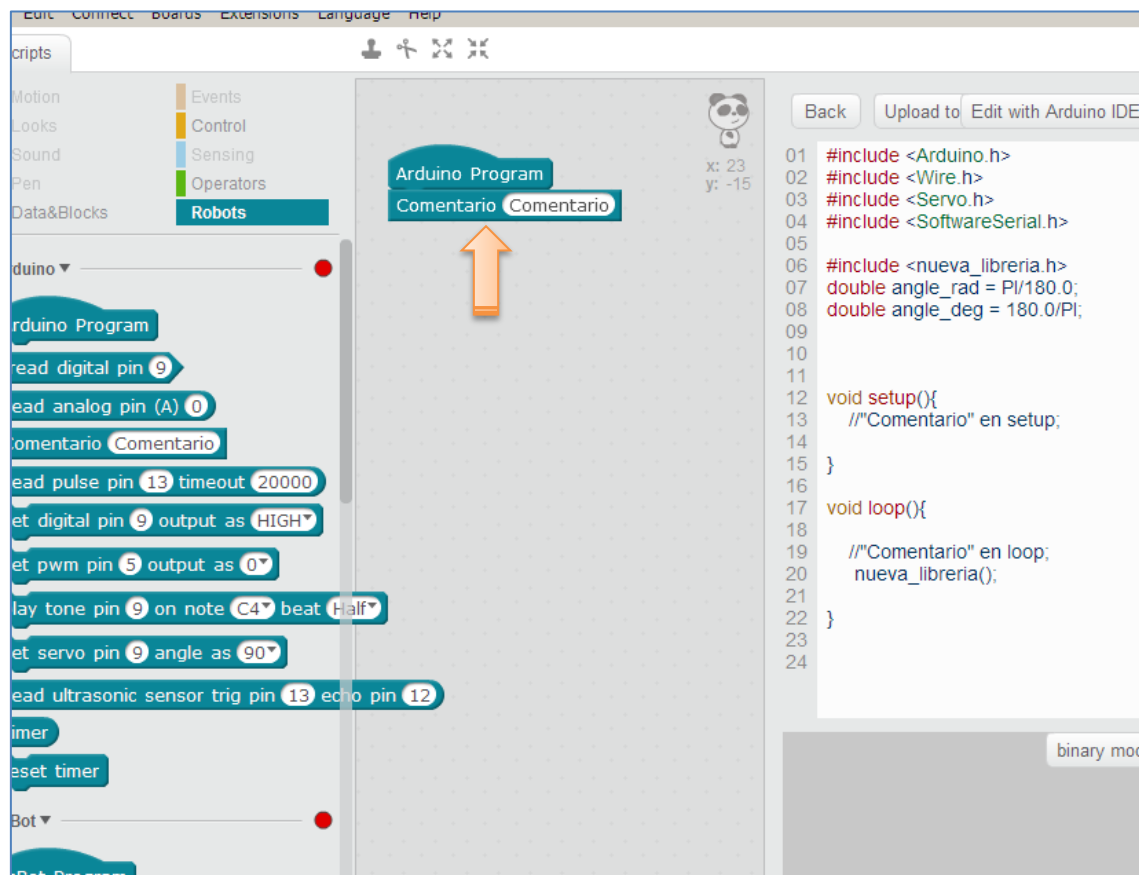 Edit Connect Boards Extensions Language Help
cripts
Motion
Events
Looks
Control
Sound
Sensing
Pen
Operators
Data&Blocks
Robots
duino
rduino Program
read digital pin 9
ead analog pin (A) 0
omentario Comentario
ead pulse pin 13 timeout 20000
et digital pin 9 output as HIGH
et pwm pin 5 output as 0
lay tone pin 9 on note C4 beat Half
et servo pin 9 angle as 90
ead ultrasonic sensor trig pin 13 echo pin 12
imer
eset timer
Bot
Bot Program
Arduino Program
Comentario Comentario
x: 23
y: -15
Back Upload to Edit with Arduino IDE
01 #include <Arduino.h>
02 #include <Wire.h>
03 #include <Servo.h>
04 #include <SoftwareSerial.h>
05
06 #include <nueva_libreria.h>
07 double angle_rad = PI/180.0;
08 double angle_deg = 180.0/PI;
09
10
11
12 void setup(){
13 //"Comentario" en setup;
14
15 }
16
17 void loop(){
18
19 //"Comentario" en loop;
20 nueva_libreria();
21
22 }
23
24
binary mod